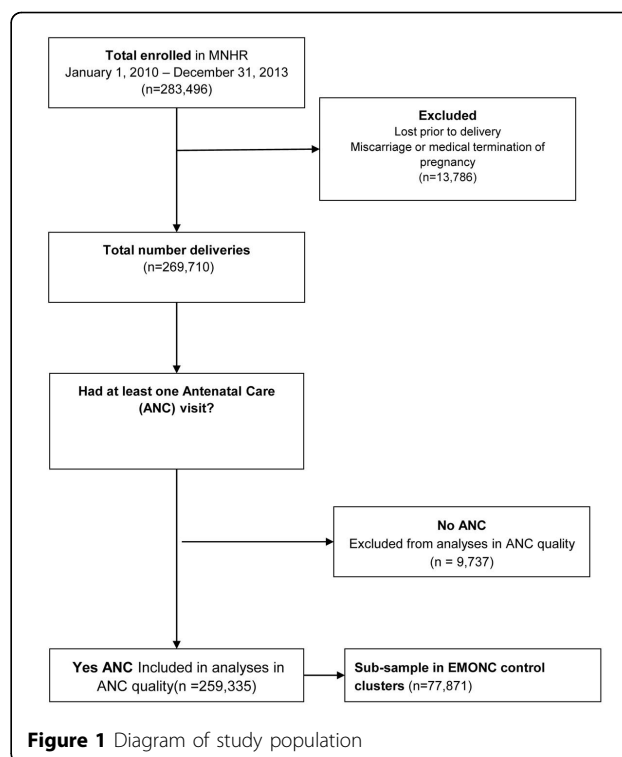 Total enrolled in MNHR
January 1, 2010 – December 31, 2013
(n=283,496)
Excluded
Lost prior to delivery
Miscarriage or medical termination of
pregnancy
(n=13,786)
Total number deliveries
(n=269,710)
Had at least one Antenatal Care
(ANC) visit?
No ANC
Excluded from analyses in ANC quality
(n = 9,737)
Yes ANC Included in analyses in
ANC quality(n =259,335)
Sub-sample in EMONC control
clusters (n=77,871)
Figure 1 Diagram of study population